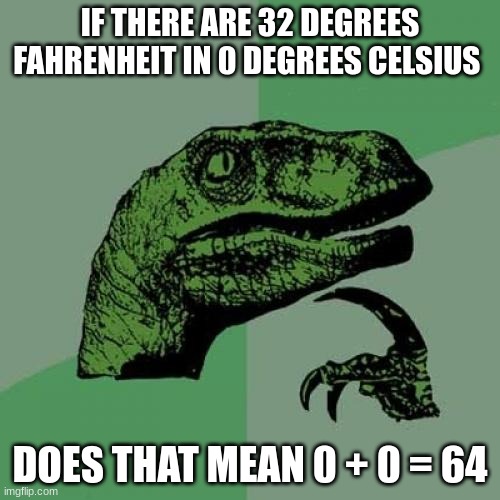 IF THERE ARE 32 DEGREES
FAHRENHEIT IN 0 DEGREES CELSIUS
DOES THAT MEAN 0 + 0 = 64
imgflip.com